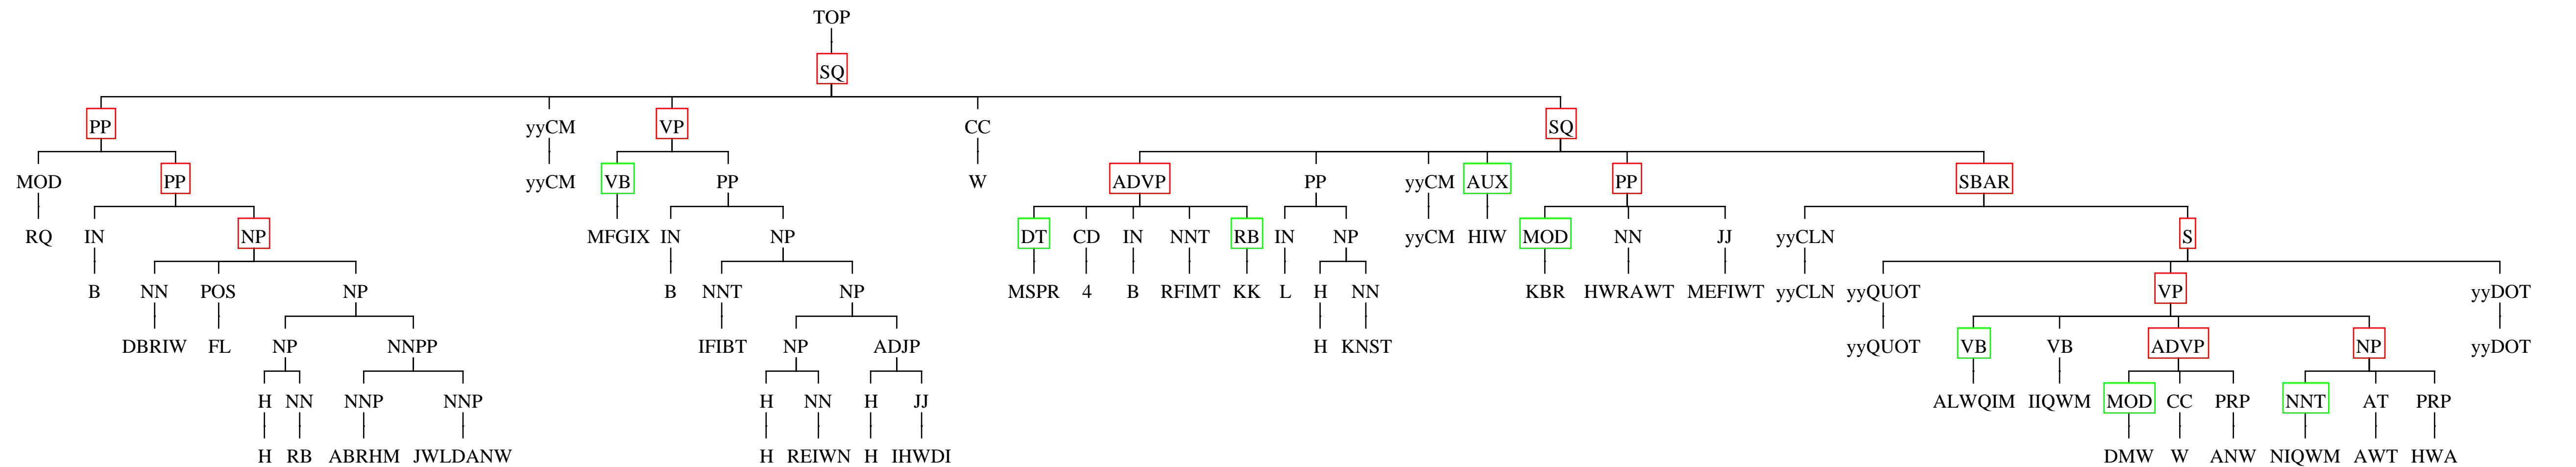 TOP
SQ
PP yyCM VP CC SQ
MOD PP yyCM VB PP W ADVP PP yyCM AUX PP SBAR
RQ IN NP MFGIX IN NP DT CD IN NNT RB IN NP yyCM HIW MOD NN JJ yyCLN S
B NN POS NP B NNT NP MSPR 4 B RFIMT KK L H NN KBR HWRAWT MEFIWT yyCLN yyQUOT VP yyDOT
DBRIW FL NP NNPP IFIBT NP ADJP H KNST yyQUOT VB VB ADVP NP yyDOT
H NN NNP NNP H NN H JJ ALWQIM IIQWM MOD CC PRP NNT AT PRP
H RB ABRHM JWLDANW H REIWN H IHWDI DMW W ANW NIQWM AWT HWA